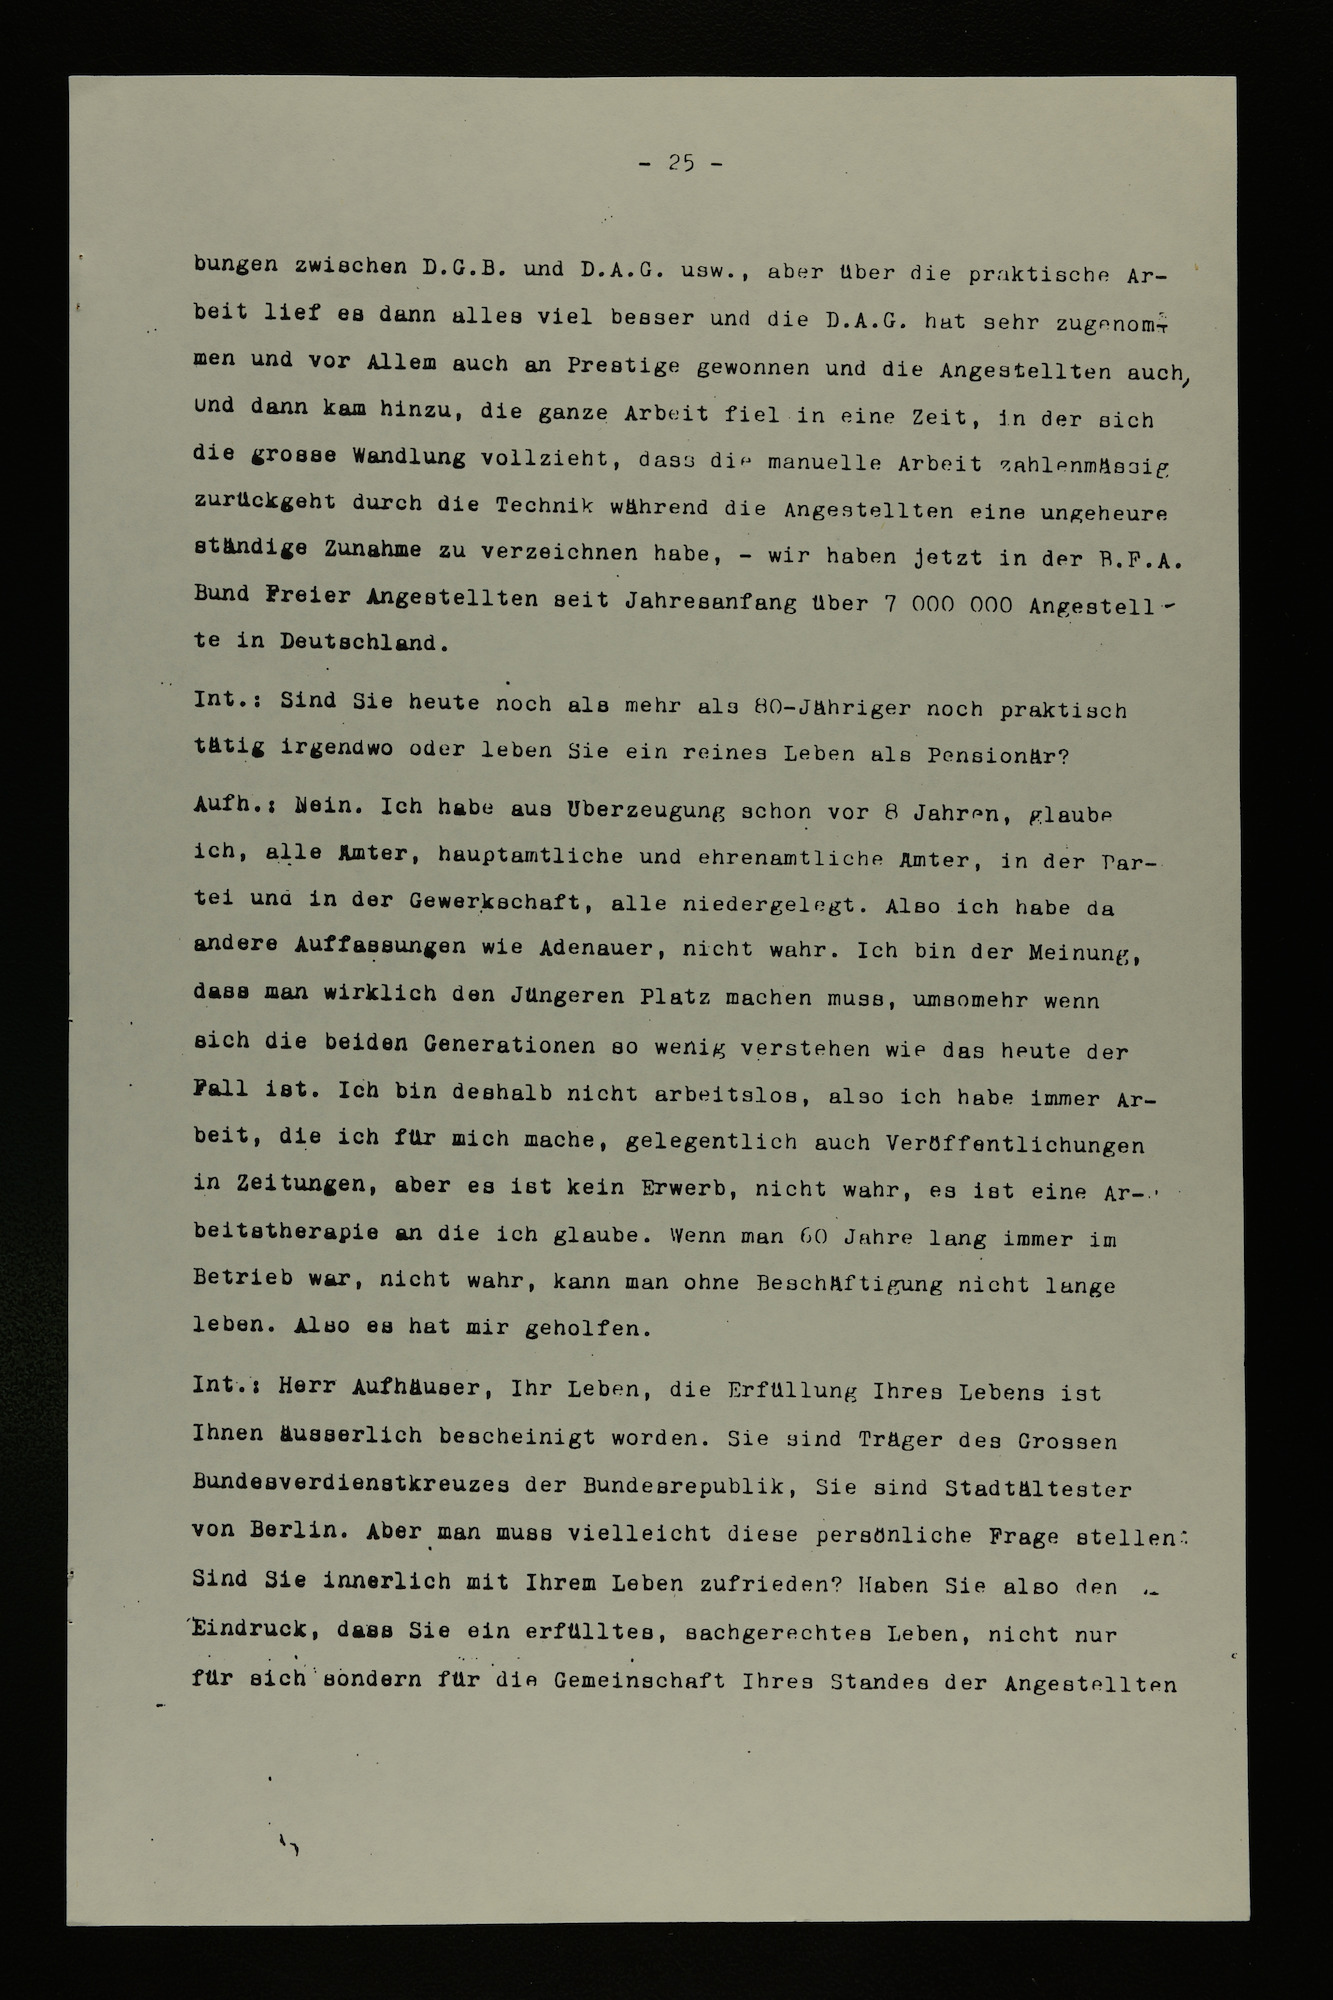 - 25 -
bungen zwischen D.G.B. und D.A.G. usw., aber über die praktische Ar-
beit lief es dann alles viel besser und die D.A.G. hat sehr zugenom-
men und vor Allem auch an Prestige gewonnen und die Angestellten auch,
und dann kam hinzu, die ganze Arbeit fiel in eine Zeit, in der sich
die grosse Wandlung vollzieht, dass die manuelle Arbeit zahlenmässig
zurückgeht durch die Technik während die Angestellten eine ungeheure
ständige Zunahme zu verzeichnen habe, - wir haben jetzt in der B.F.A.
Bund Freier Angestellten seit Jahresanfang über 7 000 000 Angestell-
te in Deutschland.
Int.: Sind Sie heute noch als mehr als 80-Jähriger noch praktisch
tätig irgendwo oder leben Sie ein reines Leben als Pensionär?
Aufh.: Nein. Ich habe aus Uberzeugung schon vor 8 Jahren, glaube
ich, alle Ämter, hauptamtliche und ehrenamtliche Ämter, in der Par-
tei und in der Gewerkschaft, alle niedergelegt. Also ich habe da
andere Auffassungen wie Adenauer, nicht wahr. Ich bin der Meinung,
dass man wirklich den Jüngeren Platz machen muss, umsomehr wenn
sich die beiden Generationen so wenig verstehen wie das heute der
Fall ist. Ich bin deshalb nicht arbeitslos, also ich habe immer Ar-
beit, die ich für mich mache, gelegentlich auch Veröffentlichungen
in Zeitungen, aber es ist kein Erwerb, nicht wahr, es ist eine Ar-
beitstherapie an die ich glaube. Wenn man 60 Jahre lang immer im
Betrieb war, nicht wahr, kann man ohne Beschäftigung nicht lange
leben. Also es hat mir geholfen.
Int.: Herr Aufhäuser, Ihr Leben, die Erfüllung Ihres Lebens ist
Ihnen äusserlich bescheinigt worden. Sie sind Träger des Grossen
Bundesverdienstkreuzes der Bundesrepublik, Sie sind Stadtältester
von Berlin. Aber man muss vielleicht diese persönliche Frage stellen:
Sind Sie innerlich mit Ihrem Leben zufrieden? Haben Sie also den
Eindruck, dass Sie ein erfülltes, sachgerechtes Leben, nicht nur
für sich sondern für die Gemeinschaft Ihres Standes der Angestellten